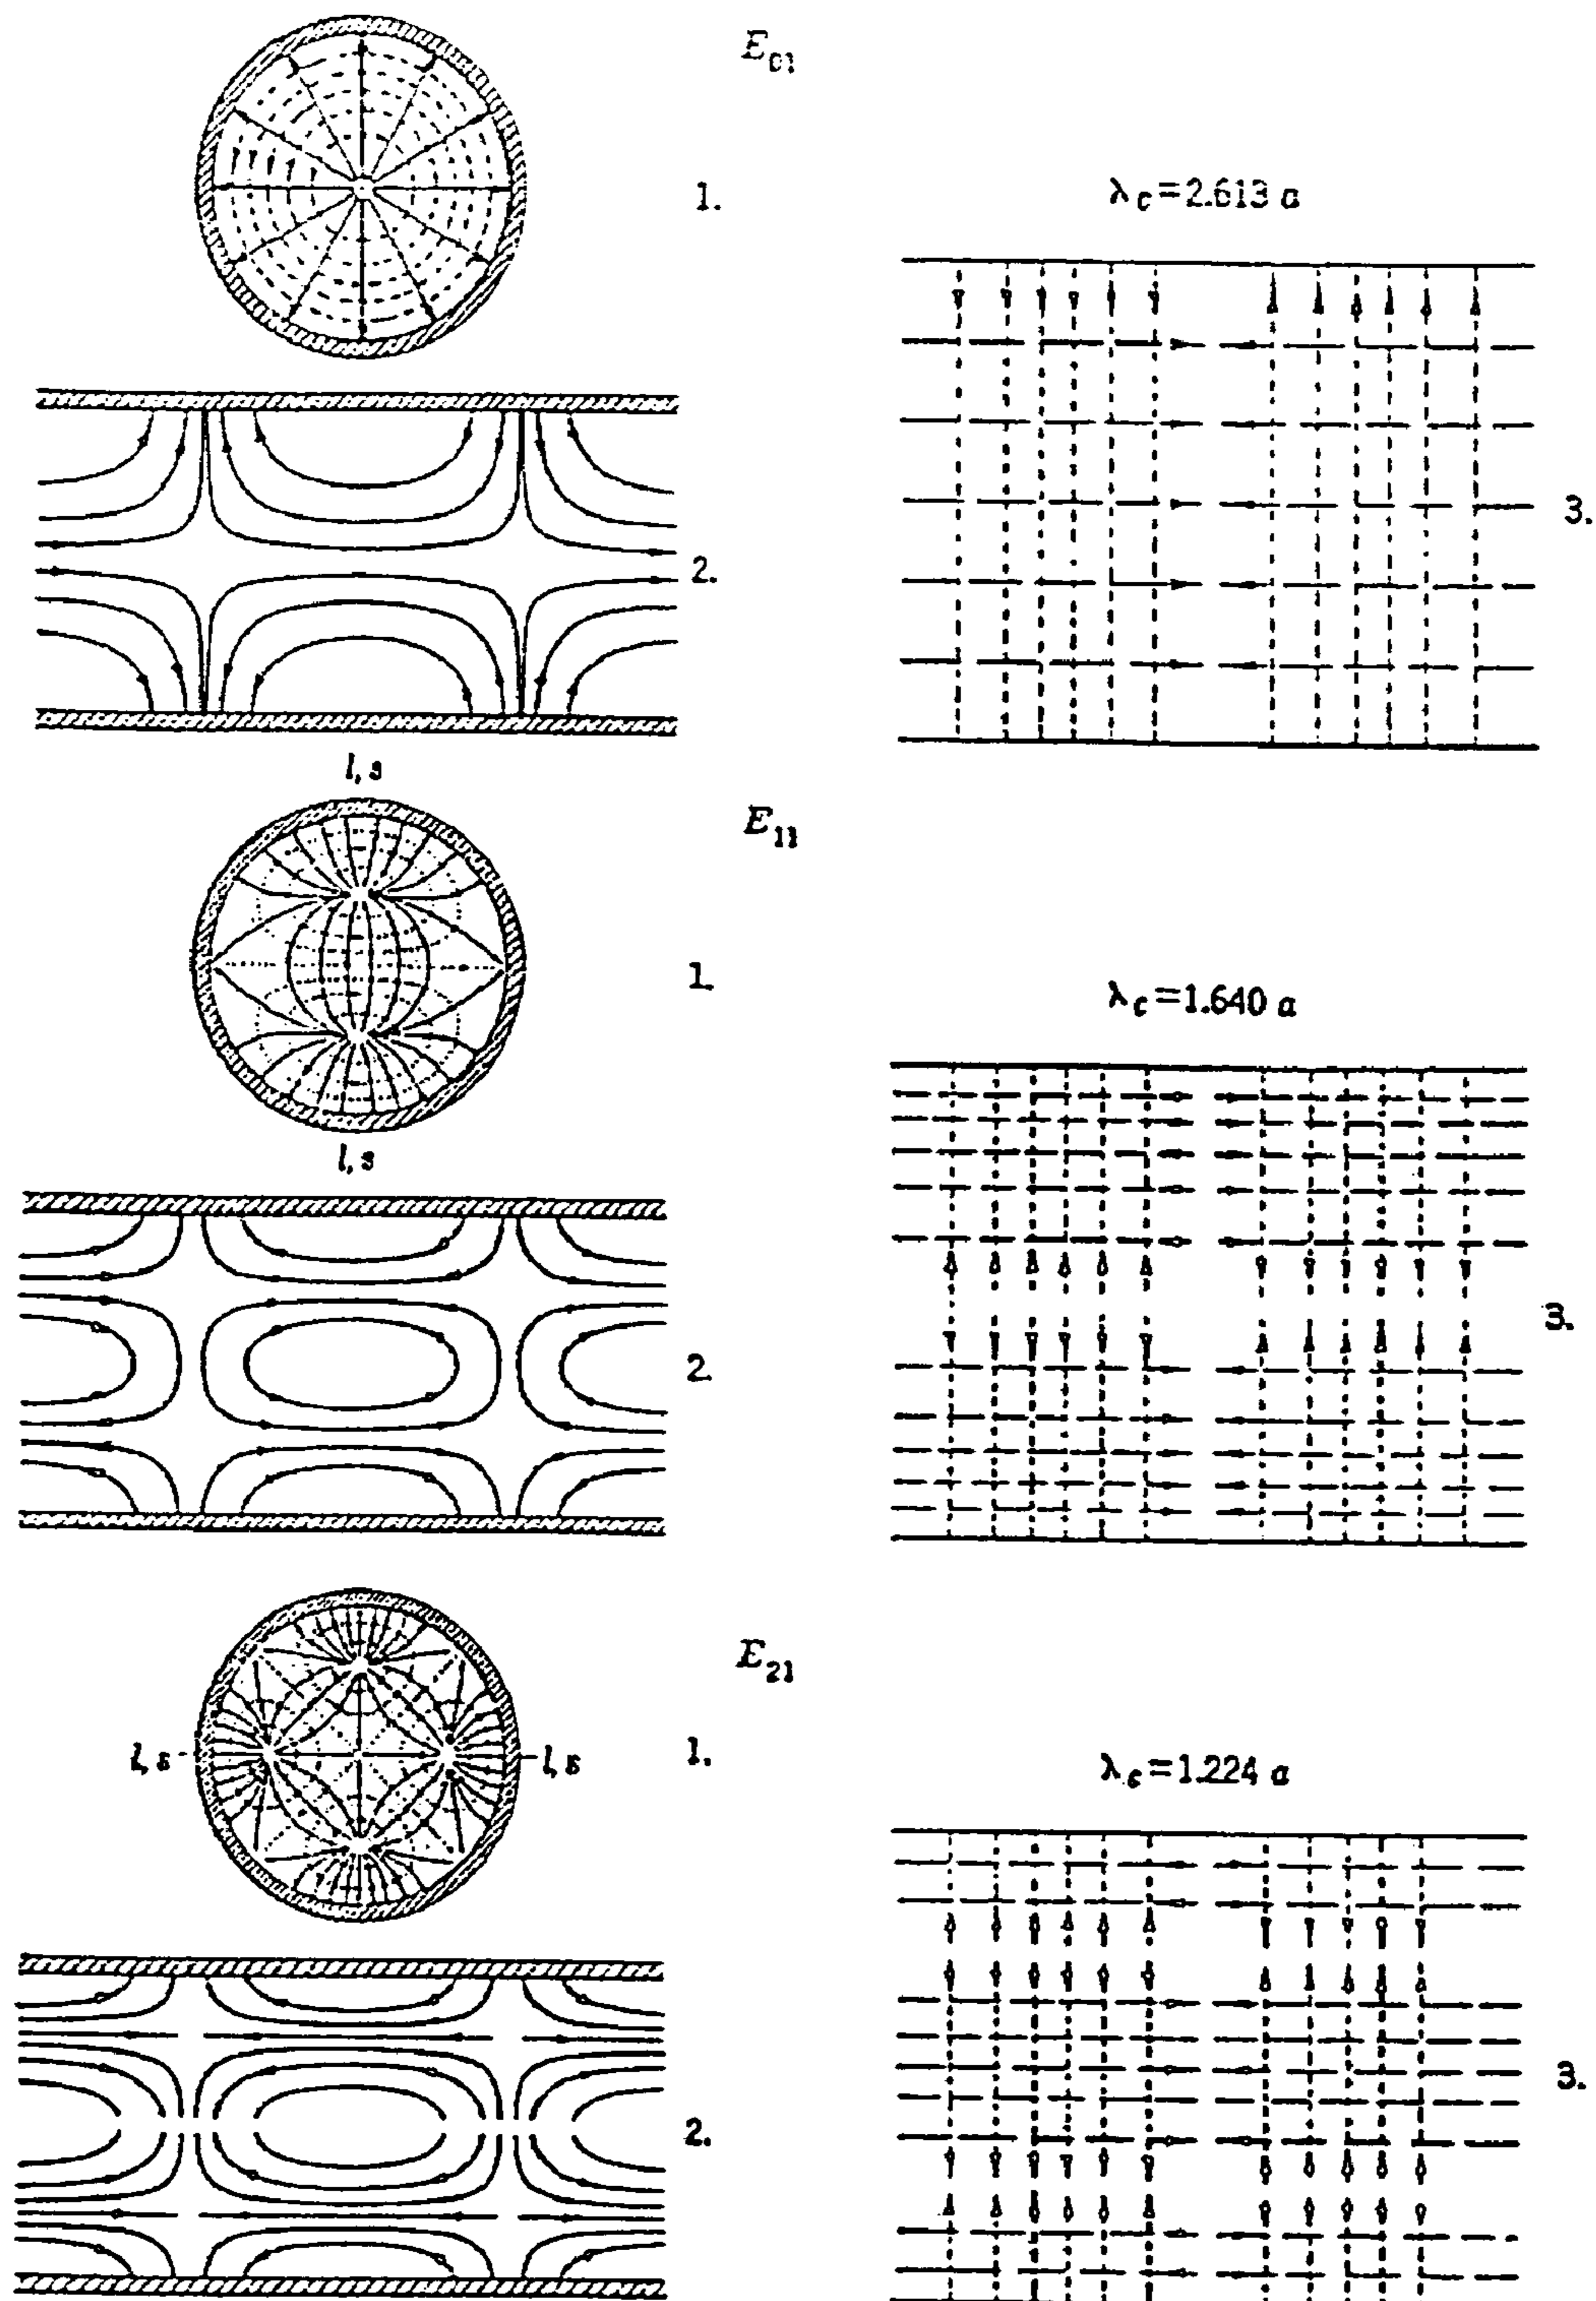 E₀₁
1.
λc=2.613 a
3.
2.
l, s
E₁₁
1.
λc=1.640 a
l, s
3.
2.
E₂₁
l, s
1.
l, s
λc=1.224 a
3.
2.